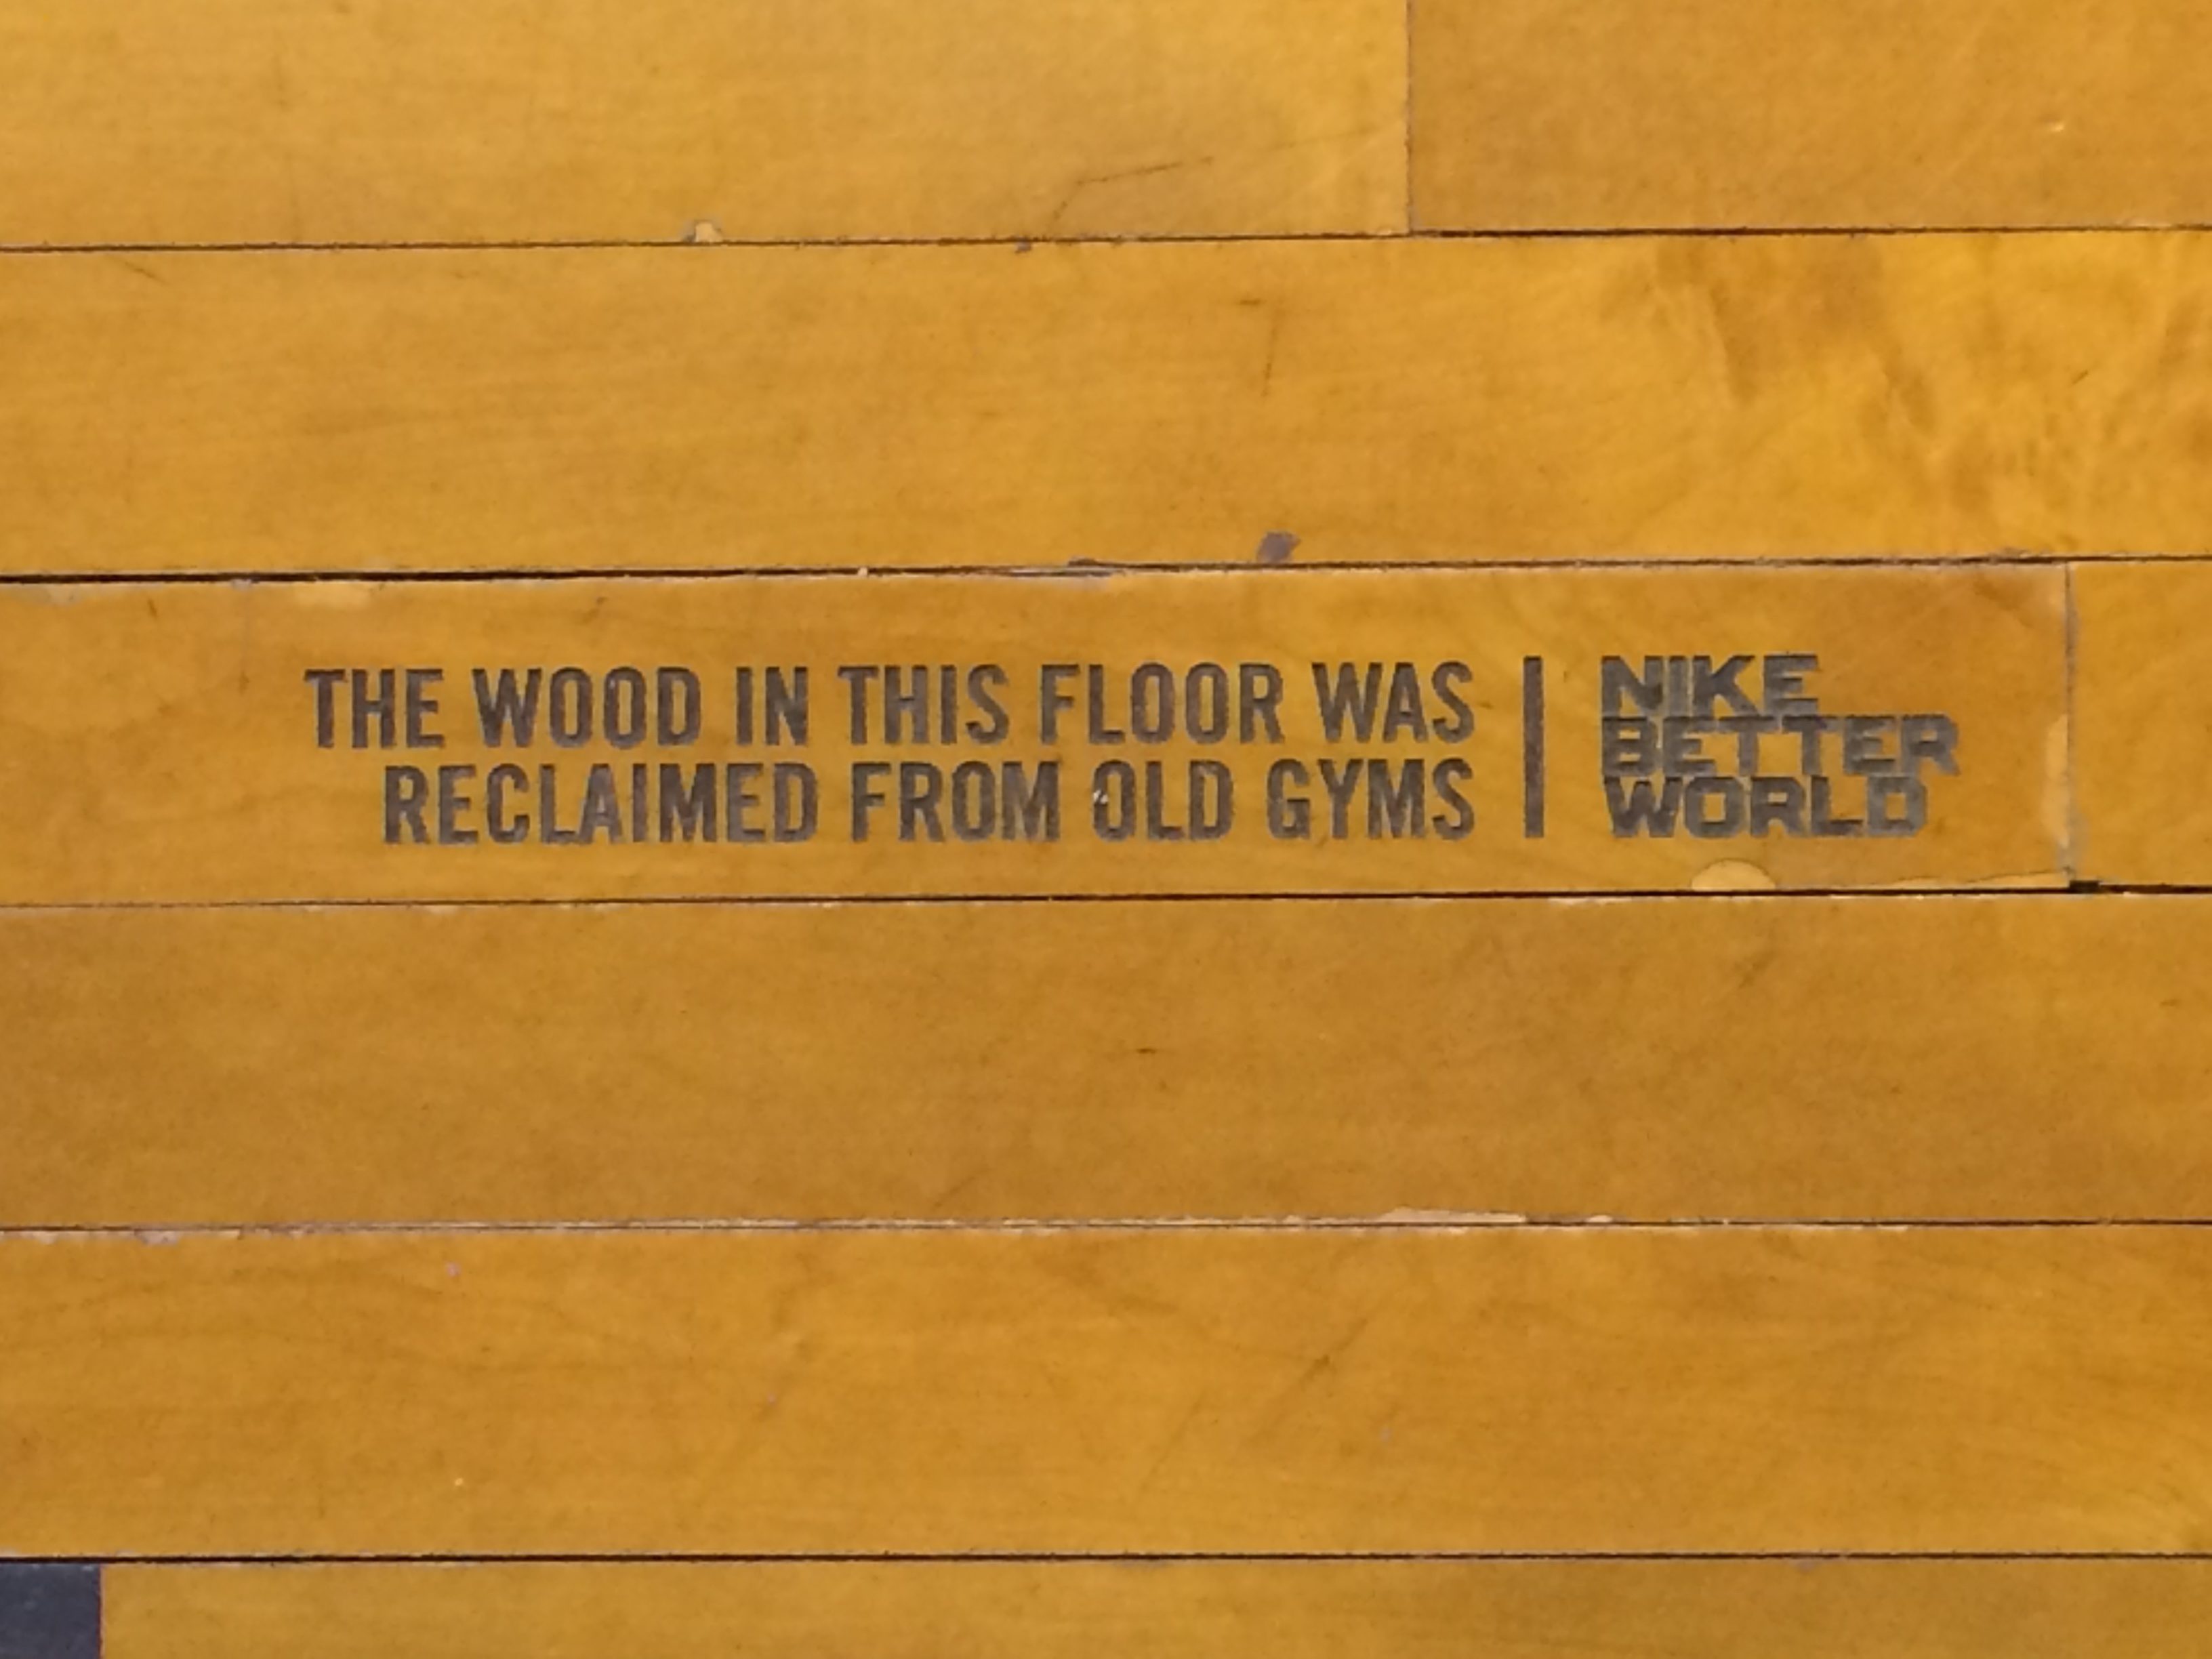 THE WOOD IN THIS FLOOR WAS
RECLAIMED FROM OLD GYMS
NIKE
BETTER
WORLD